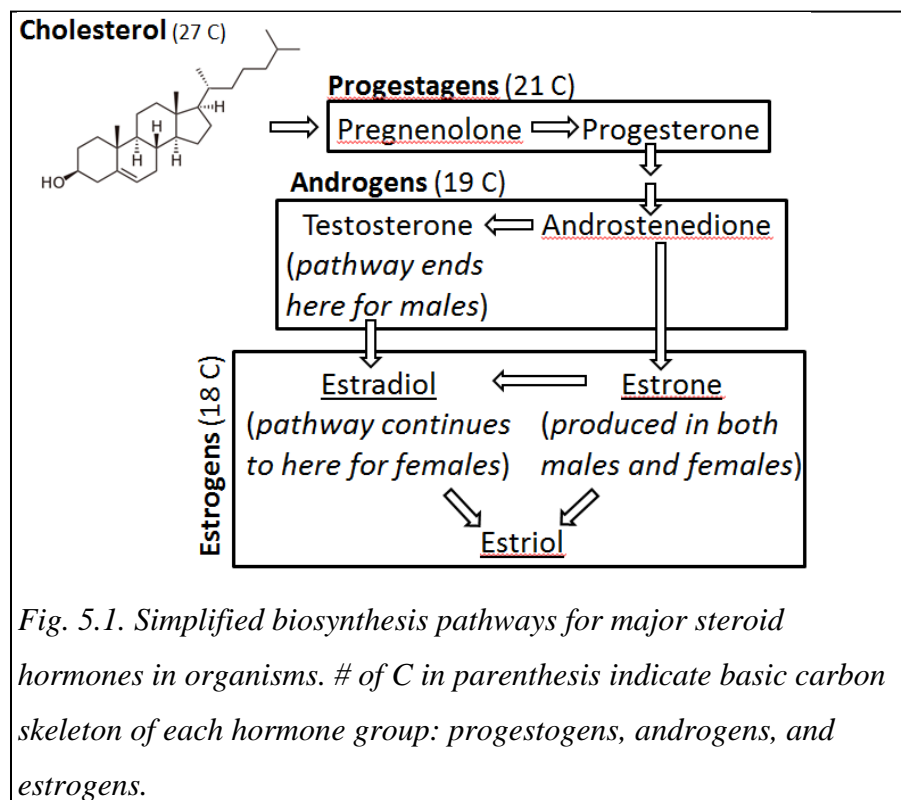 Cholesterol (27 C)
H
H
H
H
HO
Progestagens (21 C)
Pregnenolone Progesterone
Androgens (19 C)
Testosterone Androstenedione
(pathway ends
here for males)
Estrogens (18 C)
Estradiol Estrone
(pathway continues (produced in both
to here for females) males and females)
Estriol
Fig. 5.1. Simplified biosynthesis pathways for major steroid
hormones in organisms. # of C in parenthesis indicate basic carbon
skeleton of each hormone group: progestogens, androgens, and
estrogens.